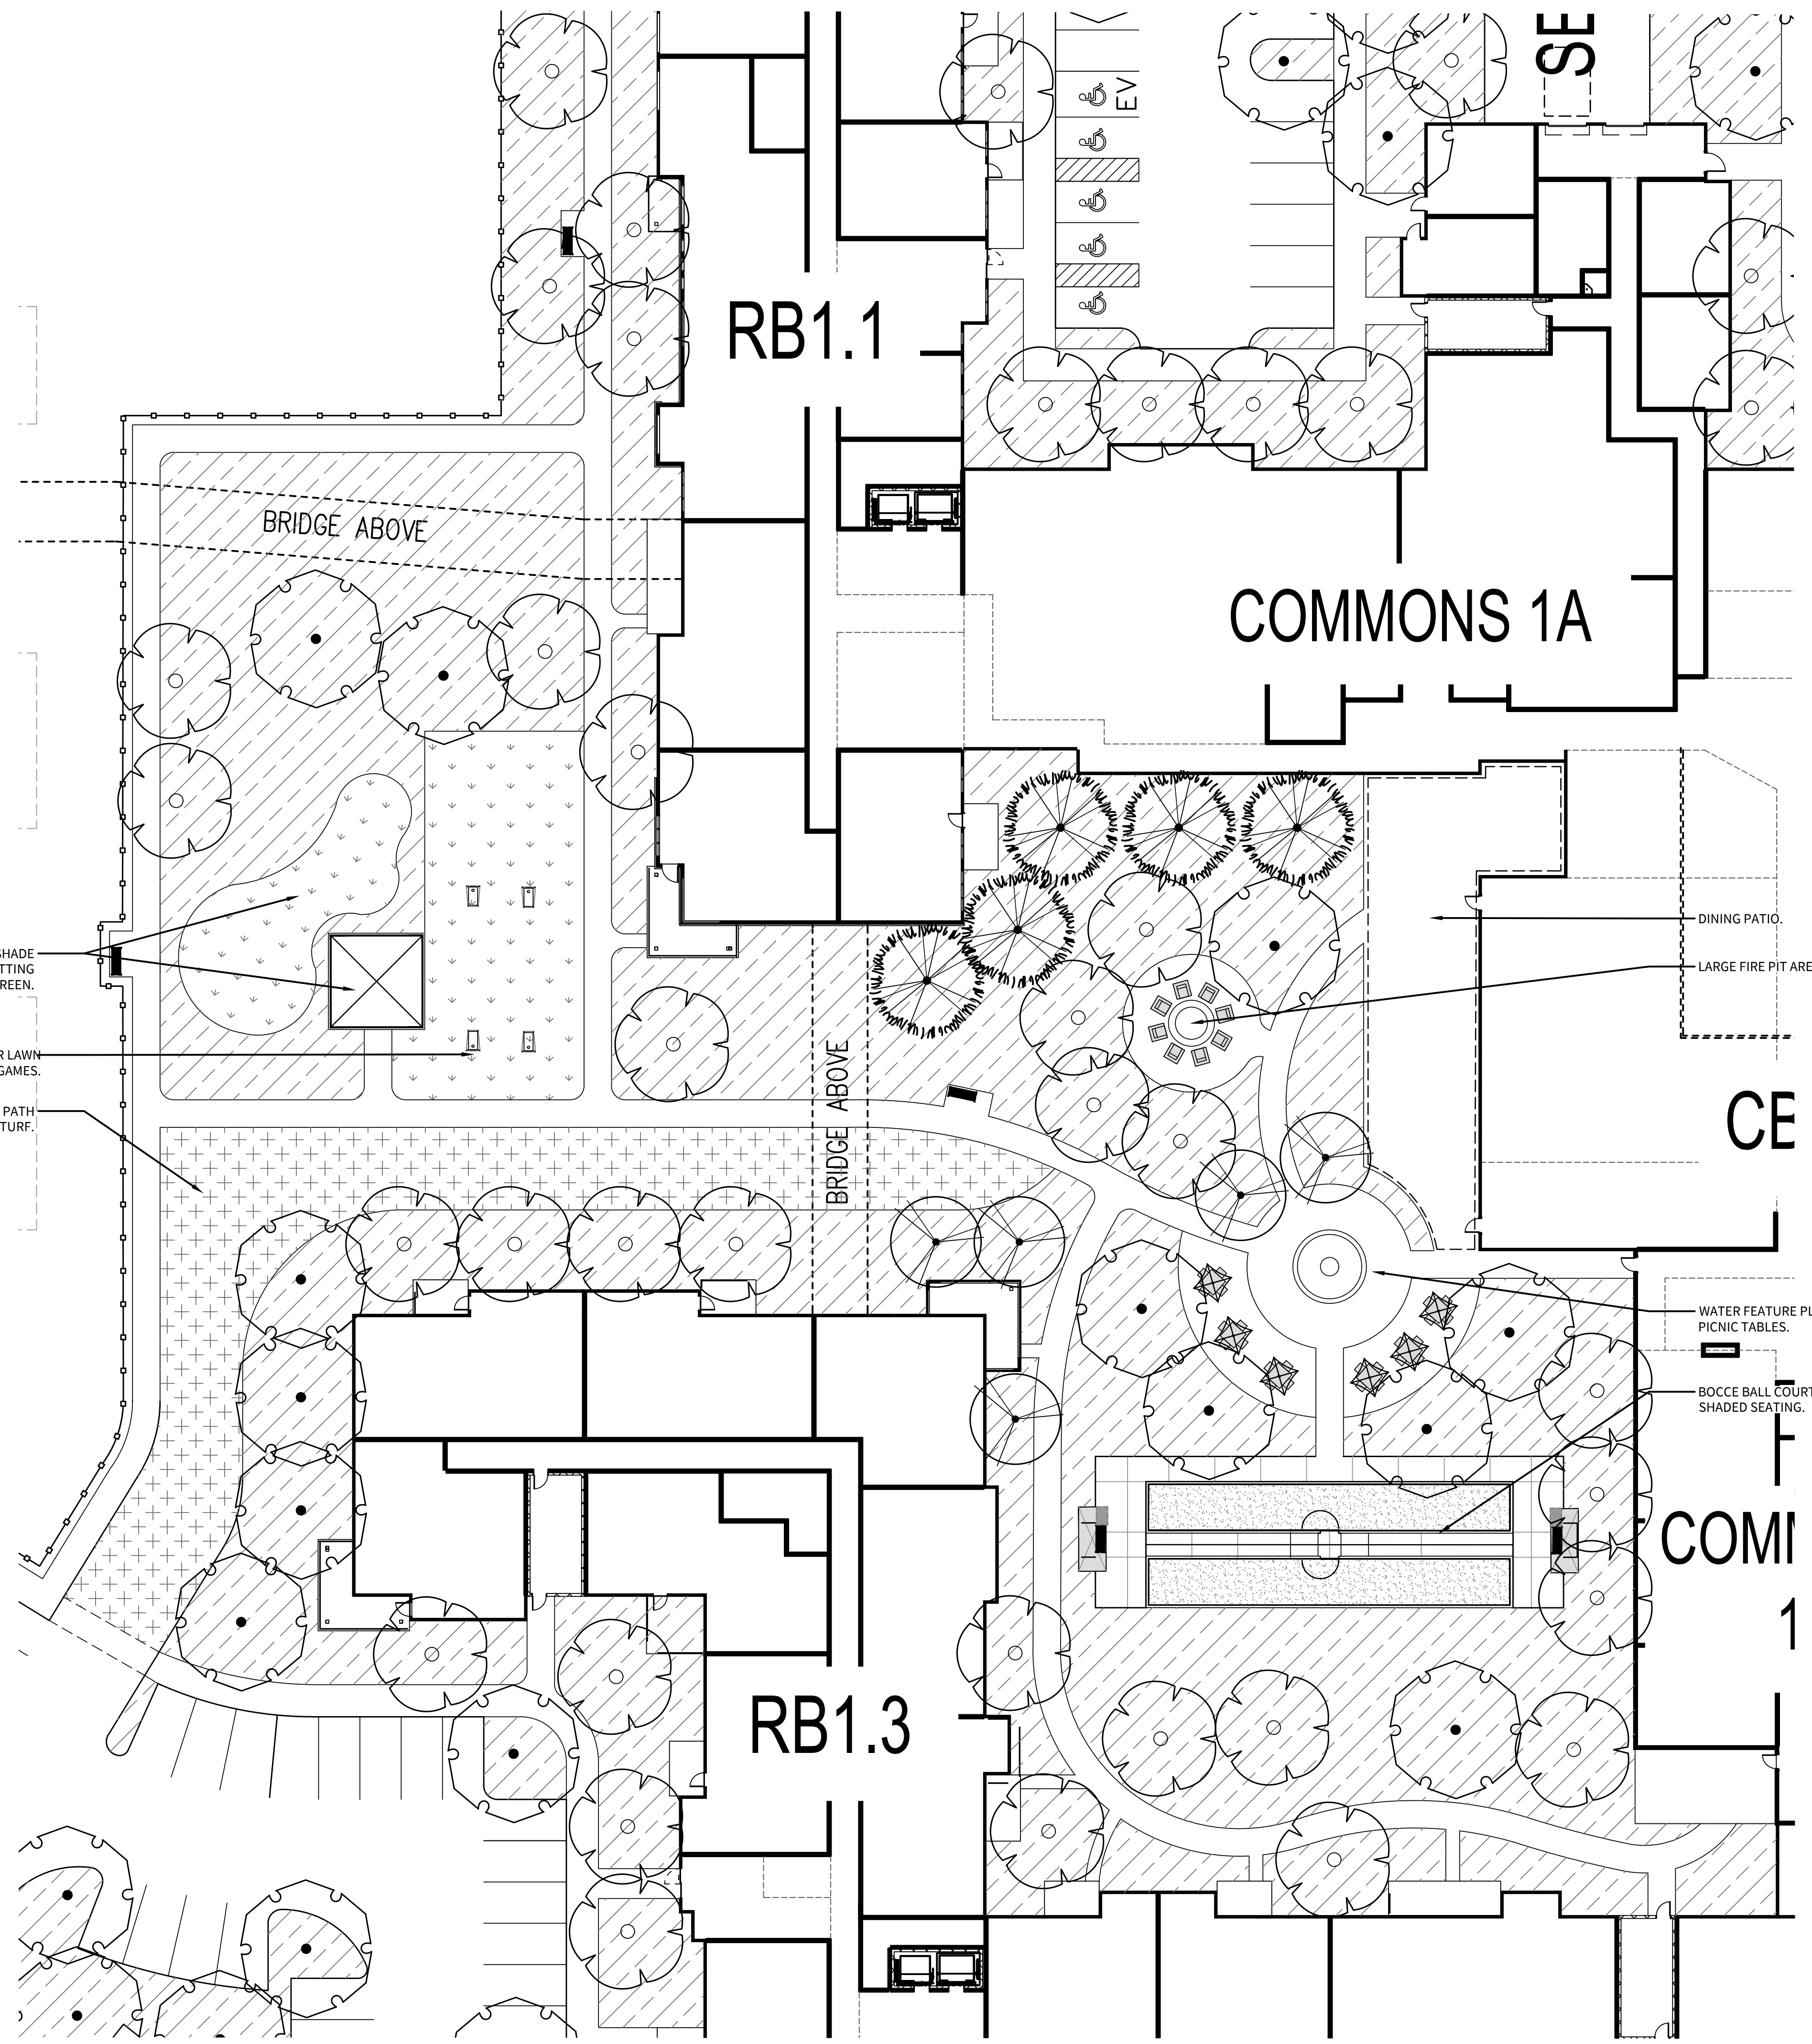 SE
EV
RB1.1
BRIDGE ABOVE
COMMONS 1A
DINING PATIO.
SHADE
TTING
REEN.
LARGE FIRE PIT ARE
R LAWN
GAMES.
BRIDGE ABOVE
PATH
TURF.
CE
WATER FEATURE PL
PICNIC TABLES.
BOCCE BALL COURT
SHADED SEATING.
COMM
1
RB1.3